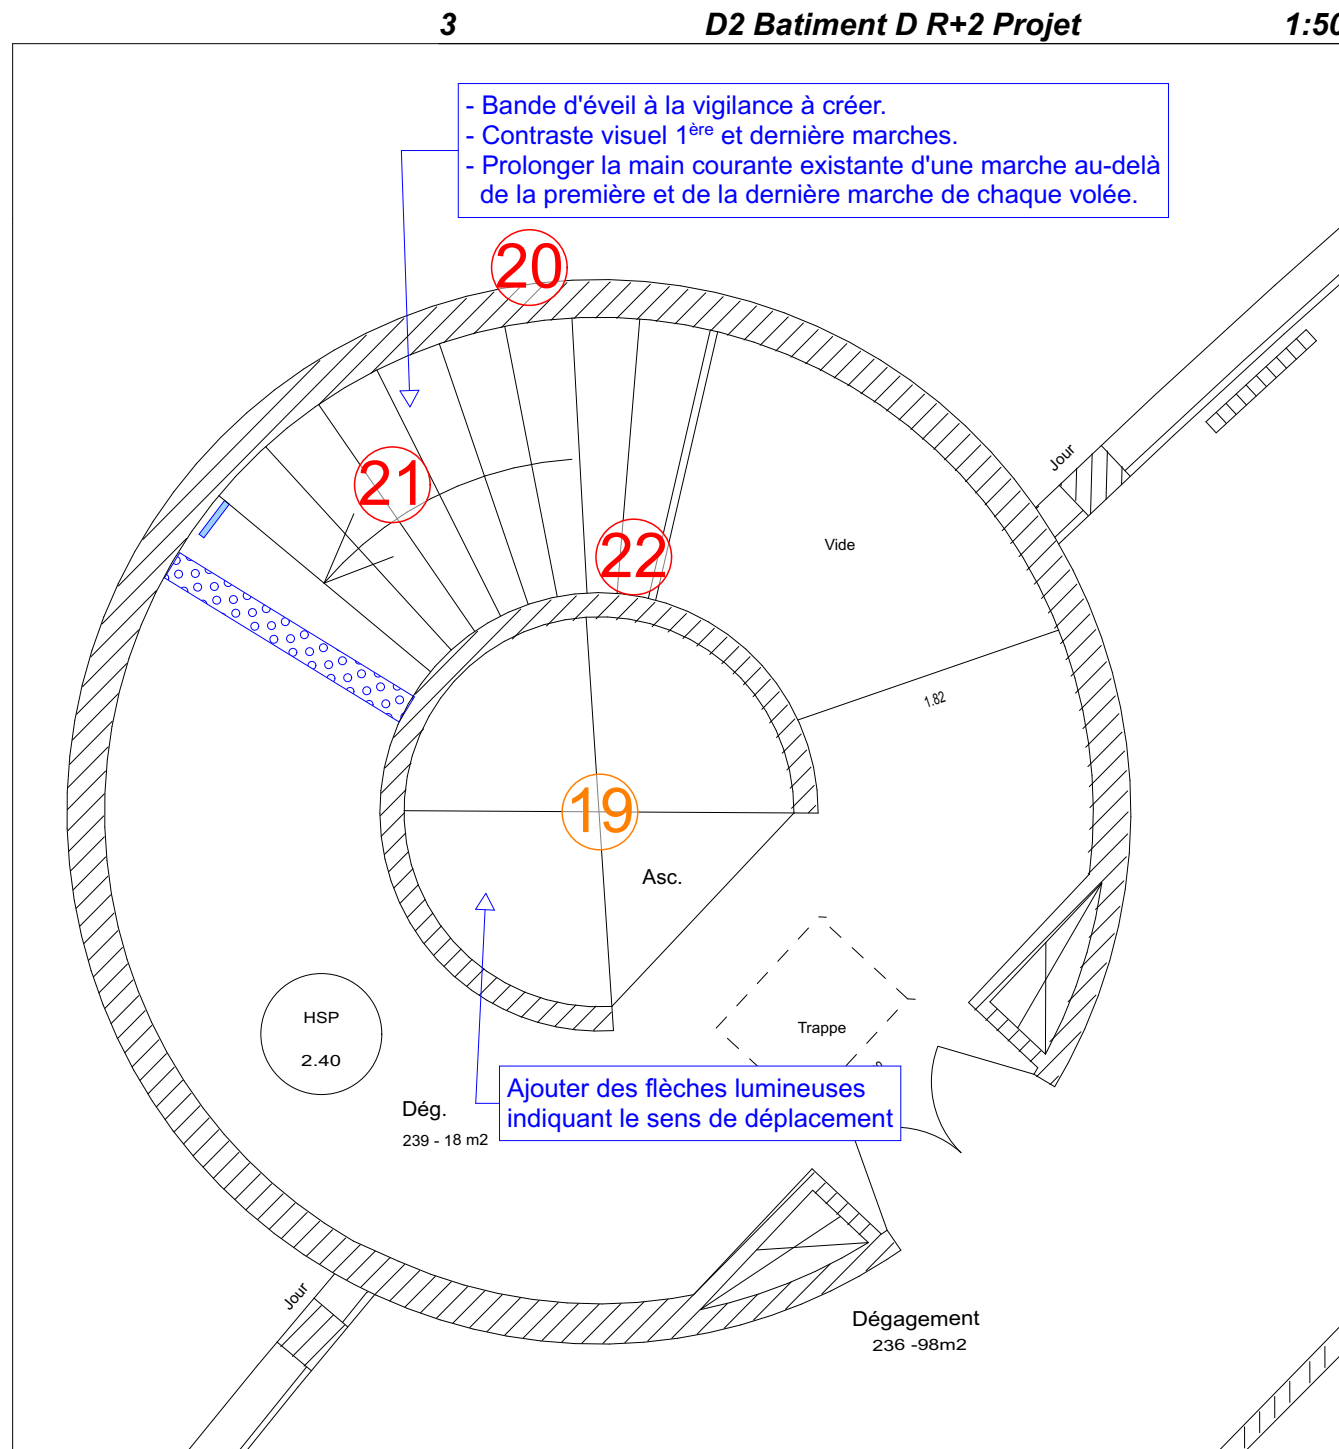 3
D2 Batiment D R+2 Projet
1:50
- Bande d'éveil à la vigilance à créer.
- Contraste visuel 1ère et dernière marches.
- Prolonger la main courante existante d'une marche au-delà
de la première et de la dernière marche de chaque volée.
20
21
22
Jour
Vide
1.82
19
Asc.
HSP
2.40
Trappe
Ajouter des flèches lumineuses
indiquant le sens de déplacement
Dég.
239 - 18 m2
Jour
Dégagement
236 -98m2